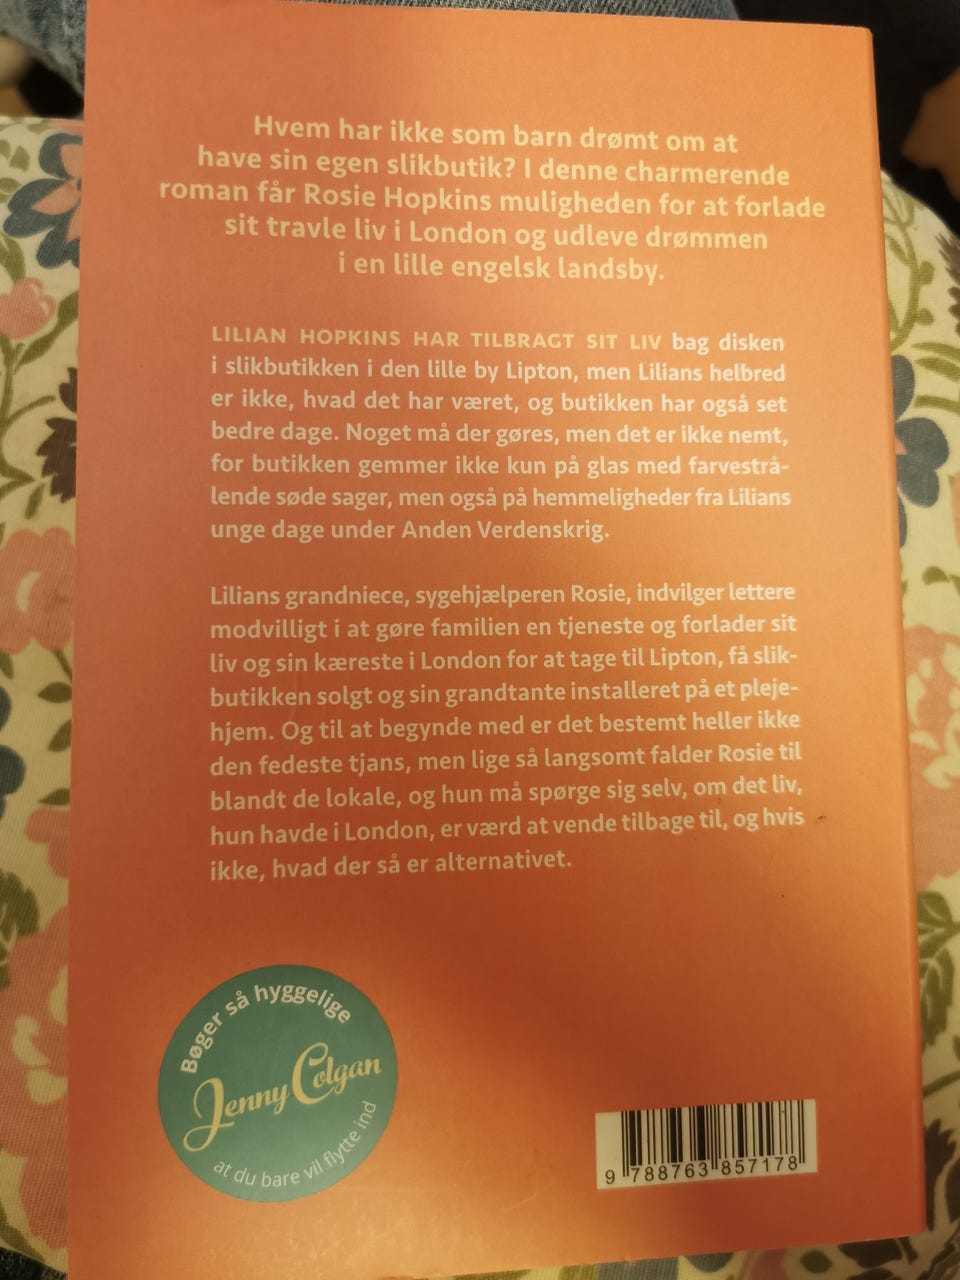 Hvem har ikke som barn drømt om at
have sin egen slikbutik? I denne charmerende
roman får Rosie Hopkins muligheden for at forlade
sit travle liv i London og udleve drømmen
i en lille engelsk landsby.
LILIAN HOPKINS HAR TILBRAGT SIT LIV bag disken
i slikbutikken i den lille by Lipton, men Lilians helbred
er ikke, hvad det har været, og butikken har også set
bedre dage. Noget må der gøres, men det er ikke nemt,
for butikken gemmer ikke kun på glas med farvestrå-
lende søde sager, men også på hemmeligheder fra Lilians
unge dage under Anden Verdenskrig.
Lilians grandniece, sygehjælperen Rosie, indvilger lettere
modvilligt i at gøre familien en tjeneste og forlader sit
liv og sin kæreste i London for at tage til Lipton, få slik-
butikken solgt og sin grandtante installeret på et pleje-
hjem. Og til at begynde med er det bestemt heller ikke
den fedeste tjans, men lige så langsomt falder Rosie til
blandt de lokale, og hun må spørge sig selv, om det liv,
hun havde i London, er værd at vende tilbage til, og hvis
ikke, hvad der så er alternativet.
Bøger så hyggelige
Jenny Colgan
at du bare vil flytte ind
9 788763 857178